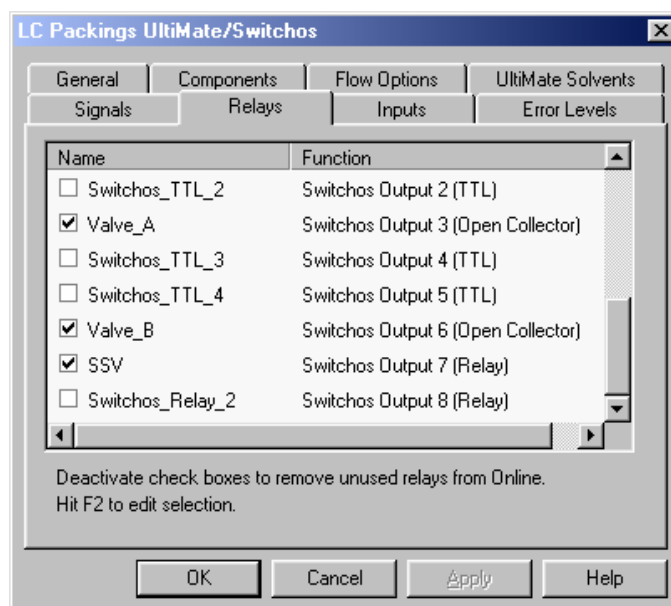 LC Packings UltiMate/Switchos
General Components Flow Options UltiMate Solvents
Signals Relays Inputs Error Levels
Name Function
Switchos_TTL_2 Switchos Output 2 (TTL)
Valve_A Switchos Output 3 (Open Collector)
Switchos_TTL_3 Switchos Output 4 (TTL)
Switchos_TTL_4 Switchos Output 5 (TTL)
Valve_B Switchos Output 6 (Open Collector)
SSV Switchos Output 7 (Relay)
Switchos_Relay_2 Switchos Output 8 (Relay)
Deactivate check boxes to remove unused relays from Online.
Hit F2 to edit selection.
OK Cancel Apply Help